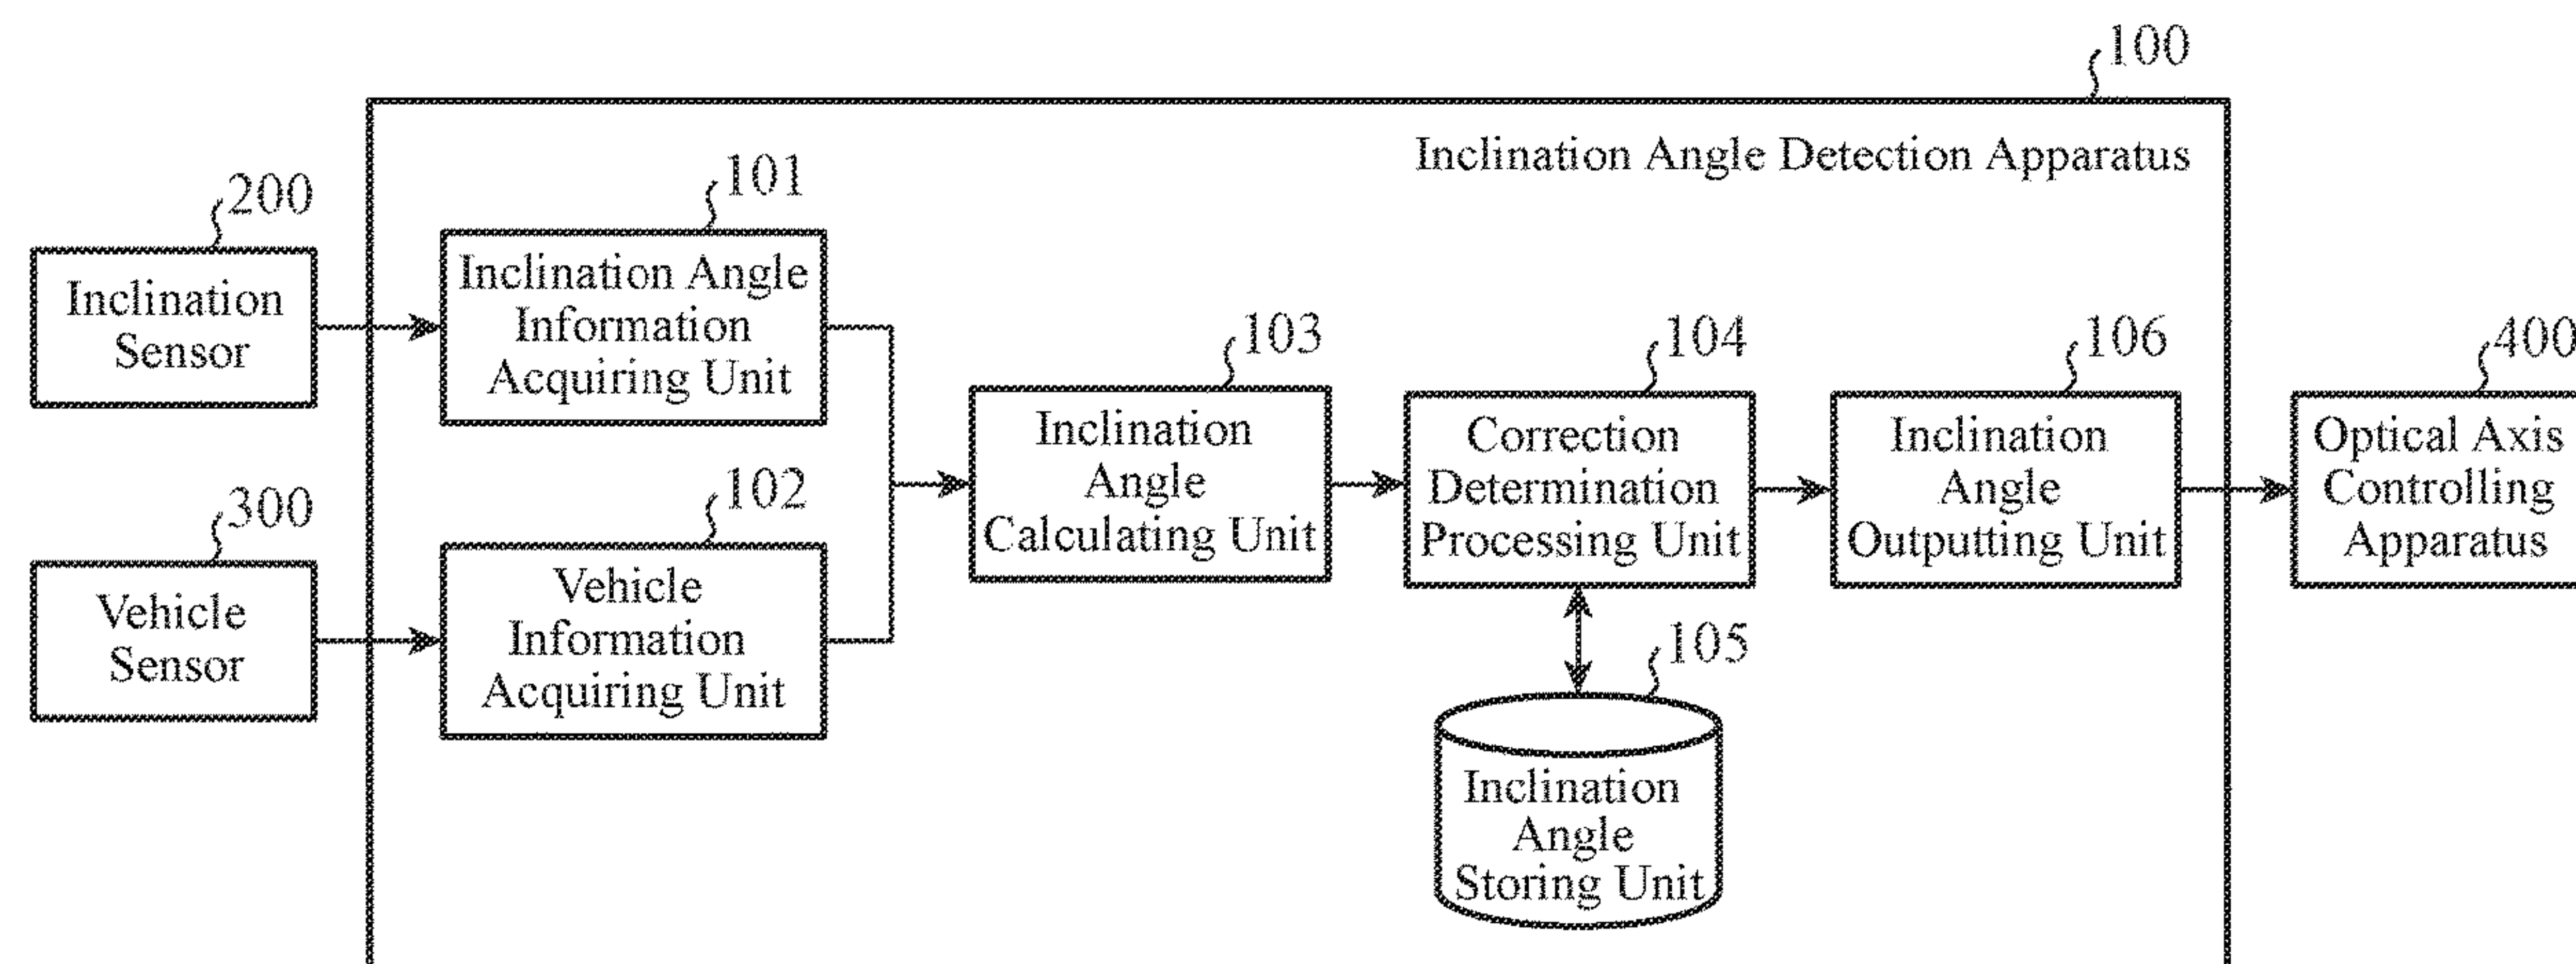 100
Inclination Angle Detection Apparatus
200
Inclination
Sensor
101
Inclination Angle
Information
Acquiring Unit
300
Vehicle
Sensor
102
Vehicle
Information
Acquiring Unit
103
Inclination
Angle
Calculating Unit
104
Correction
Determination
Processing Unit
105
Inclination
Angle
Storing Unit
106
Inclination
Angle
Outputting Unit
400
Optical Axis
Controlling
Apparatus